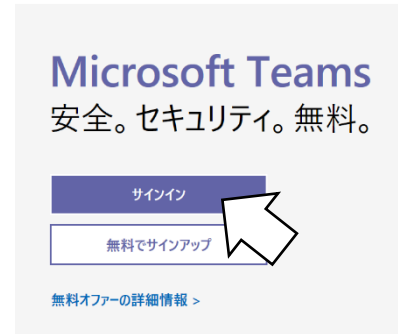 Microsoft Teams
安全。セキュリティ。無料。
サインイン
無料でサインアップ
無料オファーの詳細情報 >